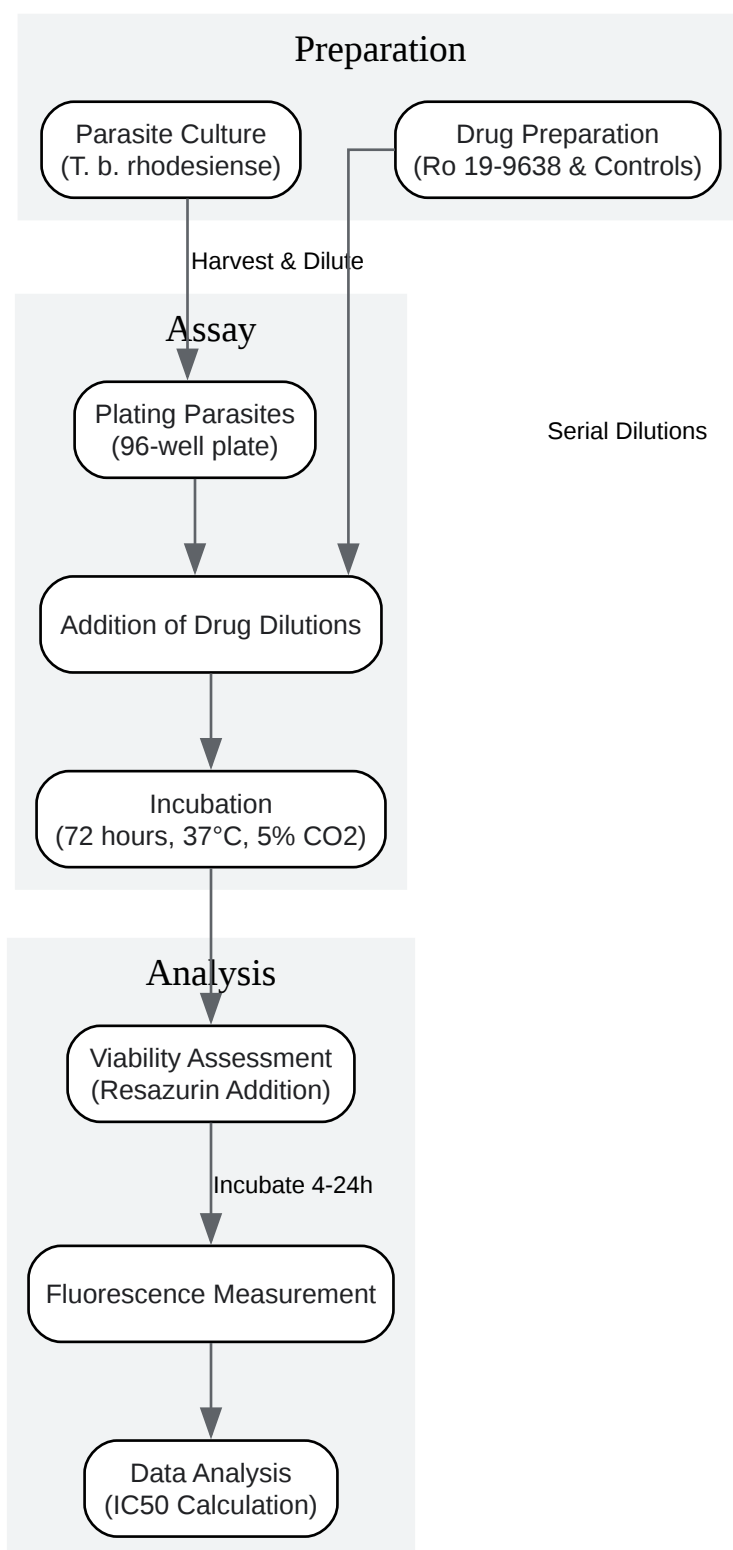 Preparation
Parasite Culture
(T. b. rhodesiense)
Drug Preparation
(Ro 19-9638 & Controls)
Harvest & Dilute
Assay
Plating Parasites
(96-well plate)
Serial Dilutions
Addition of Drug Dilutions
Incubation
(72 hours, 37°C, 5% CO2)
Analysis
Viability Assessment
(Resazurin Addition)
Incubate 4-24h
Fluorescence Measurement
Data Analysis
(IC50 Calculation)